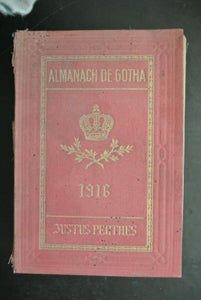 ALMANACH DE GOTHA
1916
JUSTUS PERTHES